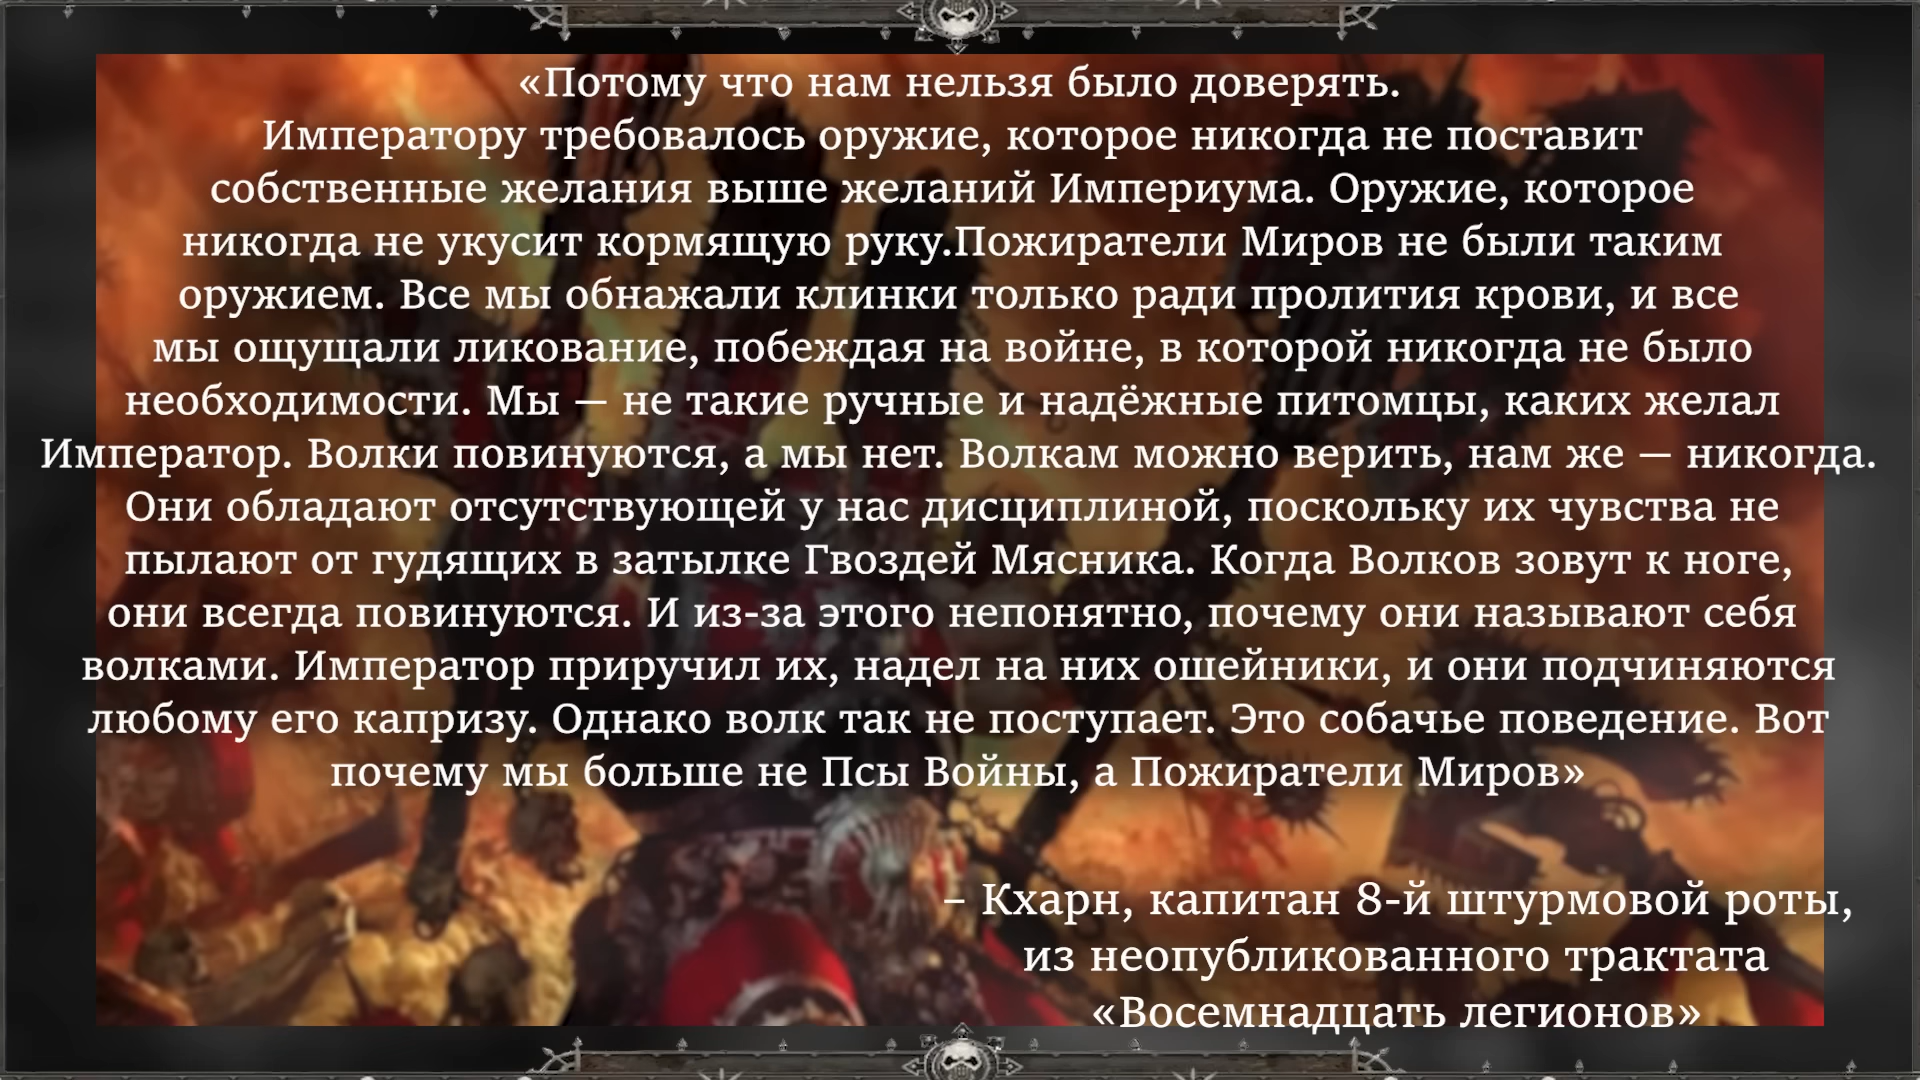 «Потому что нам нельзя было доверять.
Императору требовалось оружие, которое никогда не поставит
собственные желания выше желаний Империума. Оружие, которое
никогда не укусит кормящую руку.Пожиратели Миров не были таким
оружием. Все мы обнажали клинки только ради пролития крови, и все
мы ощущали ликование, побеждая на войне, в которой никогда не было
необходимости. Мы — не такие ручные и надёжные питомцы, каких желал
Император. Волки повинуются, а мы нет. Волкам можно верить, нам же — никогда.
Они обладают отсутствующей у нас дисциплиной, поскольку их чувства не
пылают от гудящих в затылке Гвоздей Мясника. Когда Волков зовут к ноге,
они всегда повинуются. И из-за этого непонятно, почему они называют себя
волками. Император приручил их, надел на них ошейники, и они подчиняются
любому его капризу. Однако волк так не поступает. Это собачье поведение. Вот
почему мы больше не Псы Войны, а Пожиратели Миров»
– Кхарн, капитан 8-й штурмовой роты,
из неопубликованного трактата
«Восемнадцать легионов»